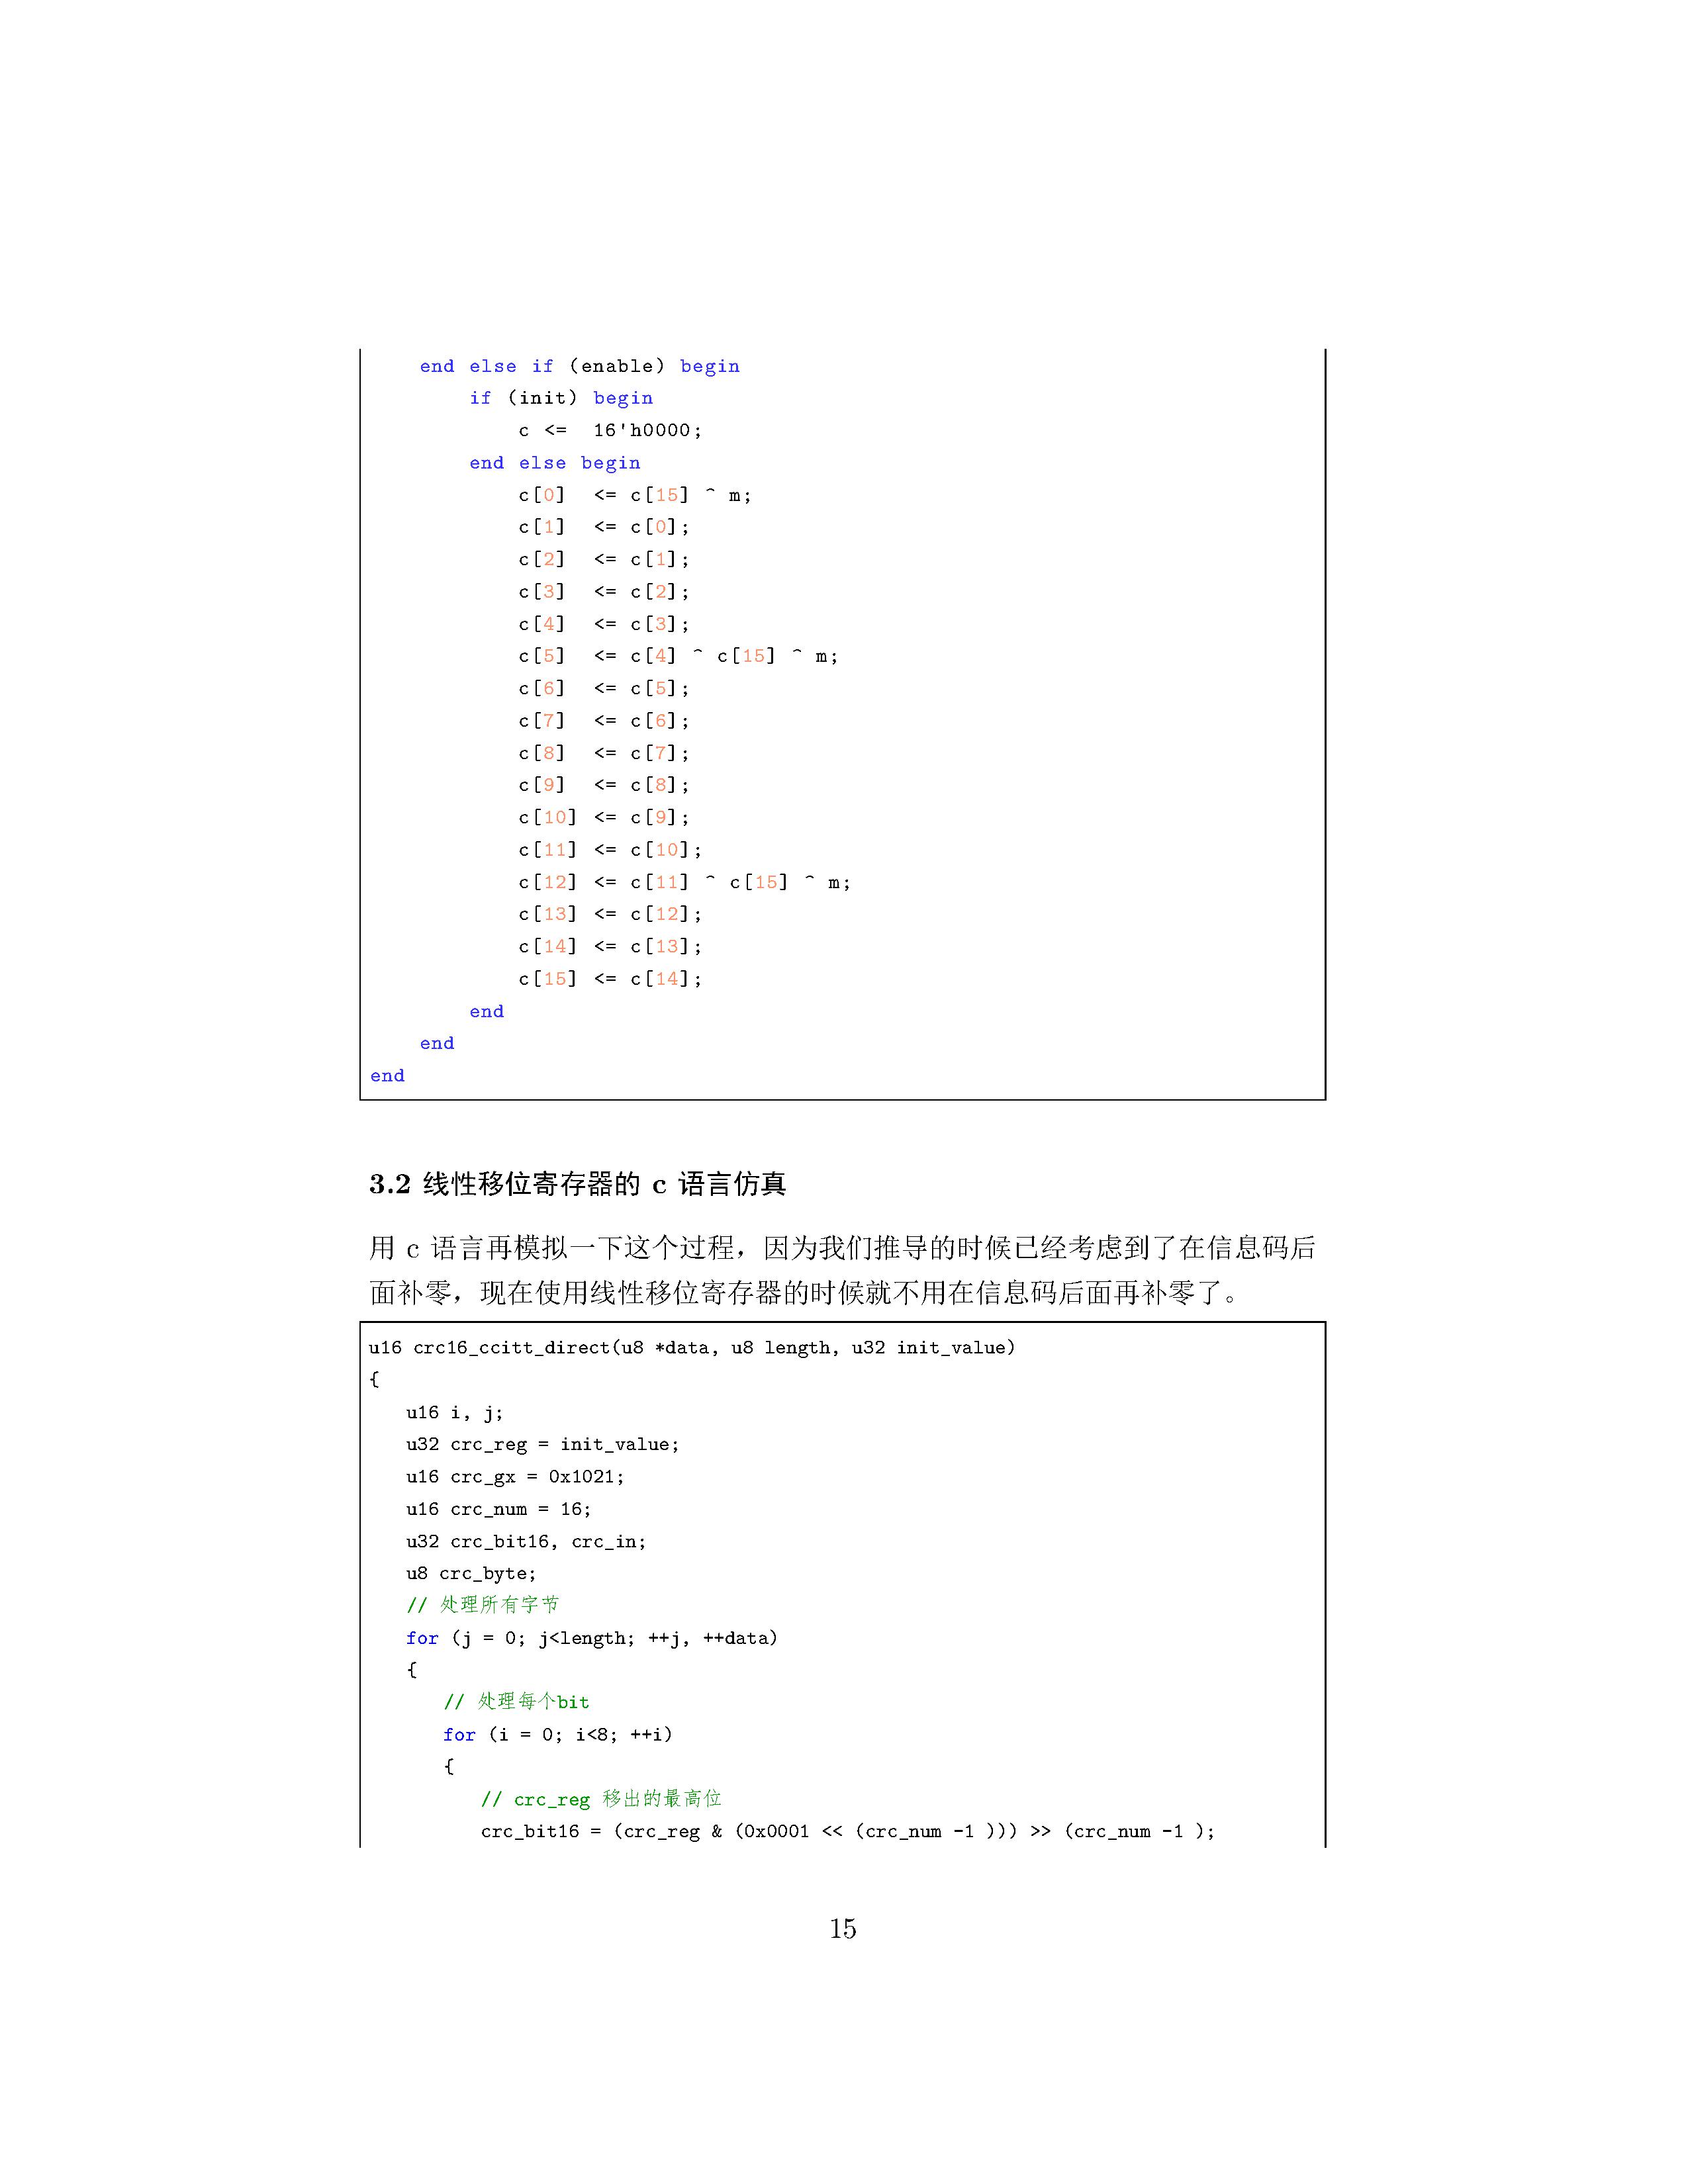 end else if (enable) begin
if (init) begin
c <= 16'h0000;
end else begin
c[0] <= c[15] ^ m;
c[1] <= c[0];
c[2] <= c[1];
c[3] <= c[2];
c[4] <= c[3];
c[5] <= c[4] ^ c[15] ^ m;
c[6] <= c[5];
c[7] <= c[6];
c[8] <= c[7];
c[9] <= c[8];
c[10] <= c[9];
c[11] <= c[10];
c[12] <= c[11] ^ c[15] ^ m;
c[13] <= c[12];
c[14] <= c[13];
c[15] <= c[14];
end
end
end
3.2 线性移位寄存器的 c 语言仿真
用 c 语言再模拟一下这个过程，因为我们推导的时候已经考虑到了在信息码后
面补零，现在使用线性移位寄存器的时候就不用在信息码后面再补零了。
u16 crc16_ccitt_direct(u8 *data, u8 length, u32 init_value)
{
u16 i, j;
u32 crc_reg = init_value;
u16 crc_gx = 0x1021;
u16 crc_num = 16;
u32 crc_bit16, crc_in;
u8 crc_byte;
// 处理所有字节
for (j = 0; j<length; ++j, ++data)
{
// 处理每个bit
for (i = 0; i<8; ++i)
{
// crc_reg 移出的最高位
crc_bit16 = (crc_reg & (0x0001 << (crc_num -1 ))) >> (crc_num -1 );
15